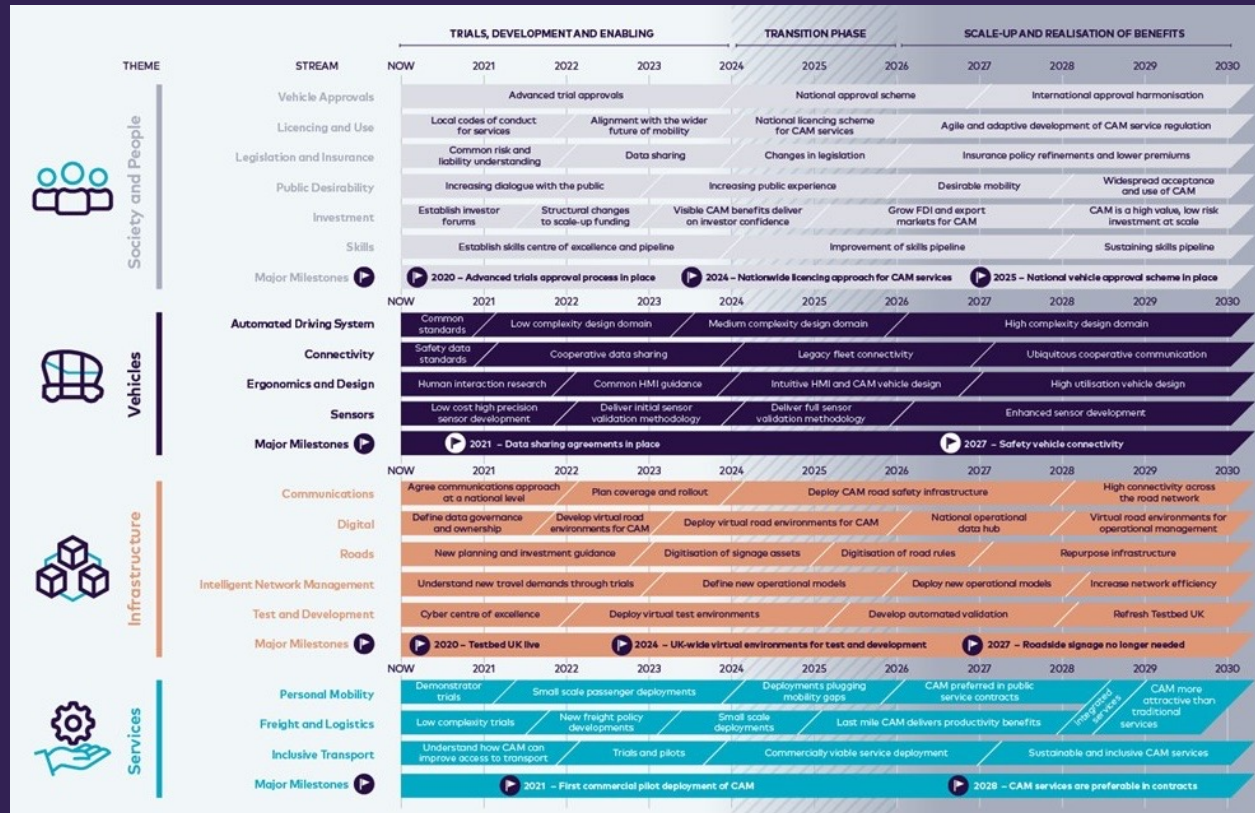 TRIALS, DEVELOPMENT AND ENABLING
TRANSITION PHASE
SCALE-UP AND REALISATION OF BENEFITS
THEME
STREAM
NOW 2021 2022 2023 2024 2025 2026 2027 2028 2029 2030
Society and People
Vehicle Approvals
Advanced trial approvals
National approval scheme
International approval harmonisation
Licencing and Use
Local codes of conduct
for services
Alignment with the wider
future of mobility
National licencing scheme
for CAM services
Agile and adaptive development of CAM service regulation
Legislation and Insurance
Common risk and
liability understanding
Data sharing
Changes in legislation
Insurance policy refinements and lower premiums
Public Desirability
Increasing dialogue with the public
Increasing public experience
Desirable mobility
Widespread acceptance
and use of CAM
Investment
Establish investor
forums
Structural changes
to scale-up funding
Visible CAM benefits deliver
on investor confidence
Grow FDI and export
markets for CAM
CAM is a high value, low risk
investment at scale
Skills
Establish skills centre of excellence and pipeline
Improvement of skills pipeline
Sustaining skills pipeline
Major Milestones
2020 – Advanced trials approval process in place
2024 – Nationwide licencing approach for CAM services
2025 – National vehicle approval scheme in place
NOW 2021 2022 2023 2024 2025 2026 2027 2028 2029 2030
Vehicles
Automated Driving System
Common
standards
Low complexity design domain
Medium complexity design domain
High complexity design domain
Connectivity
Safety data
standards
Cooperative data sharing
Legacy fleet connectivity
Ubiquitous cooperative communication
Ergonomics and Design
Human interaction research
Common HMI guidance
Intuitive HMI and CAM vehicle design
High utilisation vehicle design
Sensors
Low cost high precision
sensor development
Deliver initial sensor
validation methodology
Deliver full sensor
validation methodology
Enhanced sensor development
Major Milestones
2021 – Data sharing agreements in place
2027 – Safety vehicle connectivity
NOW 2021 2022 2023 2024 2025 2026 2027 2028 2029 2030
Infrastructure
Communications
Agree communications approach
at a national level
Plan coverage and rollout
Deploy CAM road safety infrastructure
High connectivity across
the road network
Digital
Define data governance
and ownership
Develop virtual road
environments for CAM
Deploy virtual road environments for CAM
National operational
data hub
Virtual road environments for
operational management
Roads
New planning and investment guidance
Digitisation of signage assets
Digitisation of road rules
Repurpose infrastructure
Intelligent Network Management
Understand new travel demands through trials
Define new operational models
Deploy new operational models
Increase network efficiency
Test and Development
Cyber centre of excellence
Deploy virtual test environments
Develop automated validation
Refresh Testbed UK
Major Milestones
2020 – Testbed UK live
2024 – UK-wide virtual environments for test and development
2027 – Roadside signage no longer needed
NOW 2021 2022 2023 2024 2025 2026 2027 2028 2029 2030
Services
Personal Mobility
Demonstrator
trials
Small scale passenger deployments
Deployments plugging
mobility gaps
CAM preferred in public
service contracts
Integrated
services
CAM more
attractive than
traditional
services
Freight and Logistics
Low complexity trials
New freight policy
developments
Small scale
deployments
Last mile CAM delivers productivity benefits
Inclusive Transport
Understand how CAM can
improve access to transport
Trials and pilots
Commercially viable service deployment
Sustainable and inclusive CAM services
Major Milestones
2021 – First commercial pilot deployment of CAM
2028 – CAM services are preferable in contracts